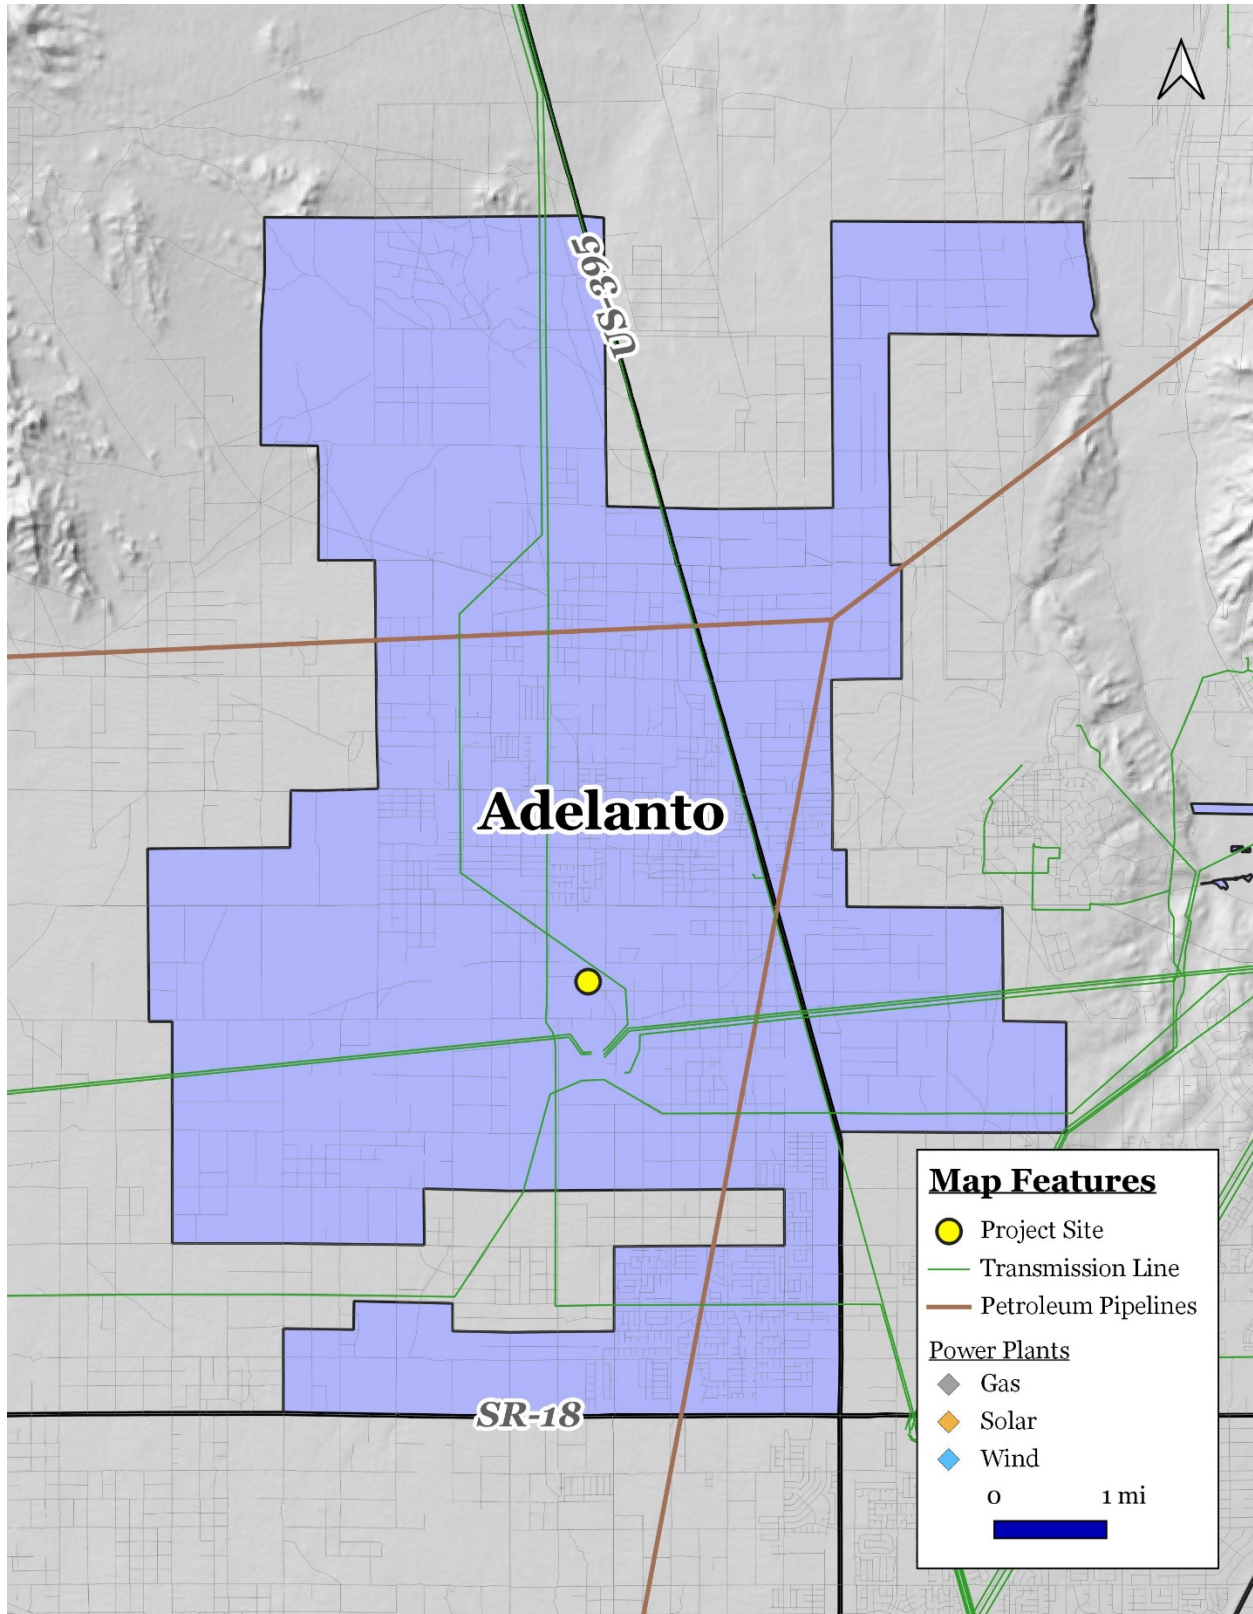 US-395
Adelanto
SR-18
Map Features
Project Site
Transmission Line
Petroleum Pipelines
Power Plants
Gas
Solar
Wind
0 1 mi